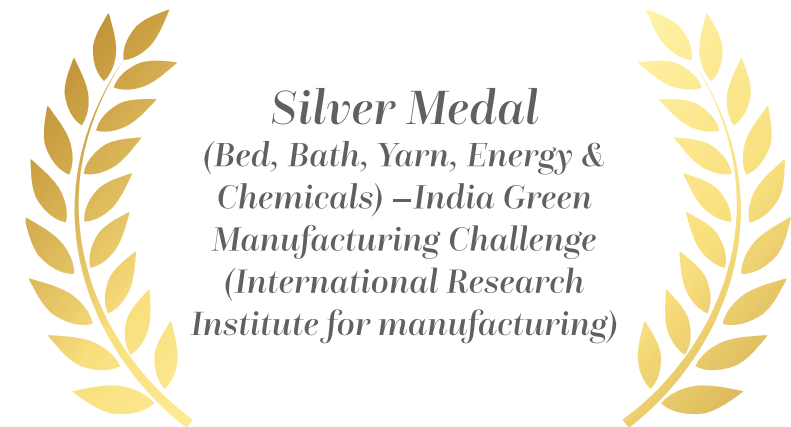 Silver Medal
(Bed, Bath, Yarn, Energy &
Chemicals) –India Green
Manufacturing Challenge
(International Research
Institute for manufacturing)